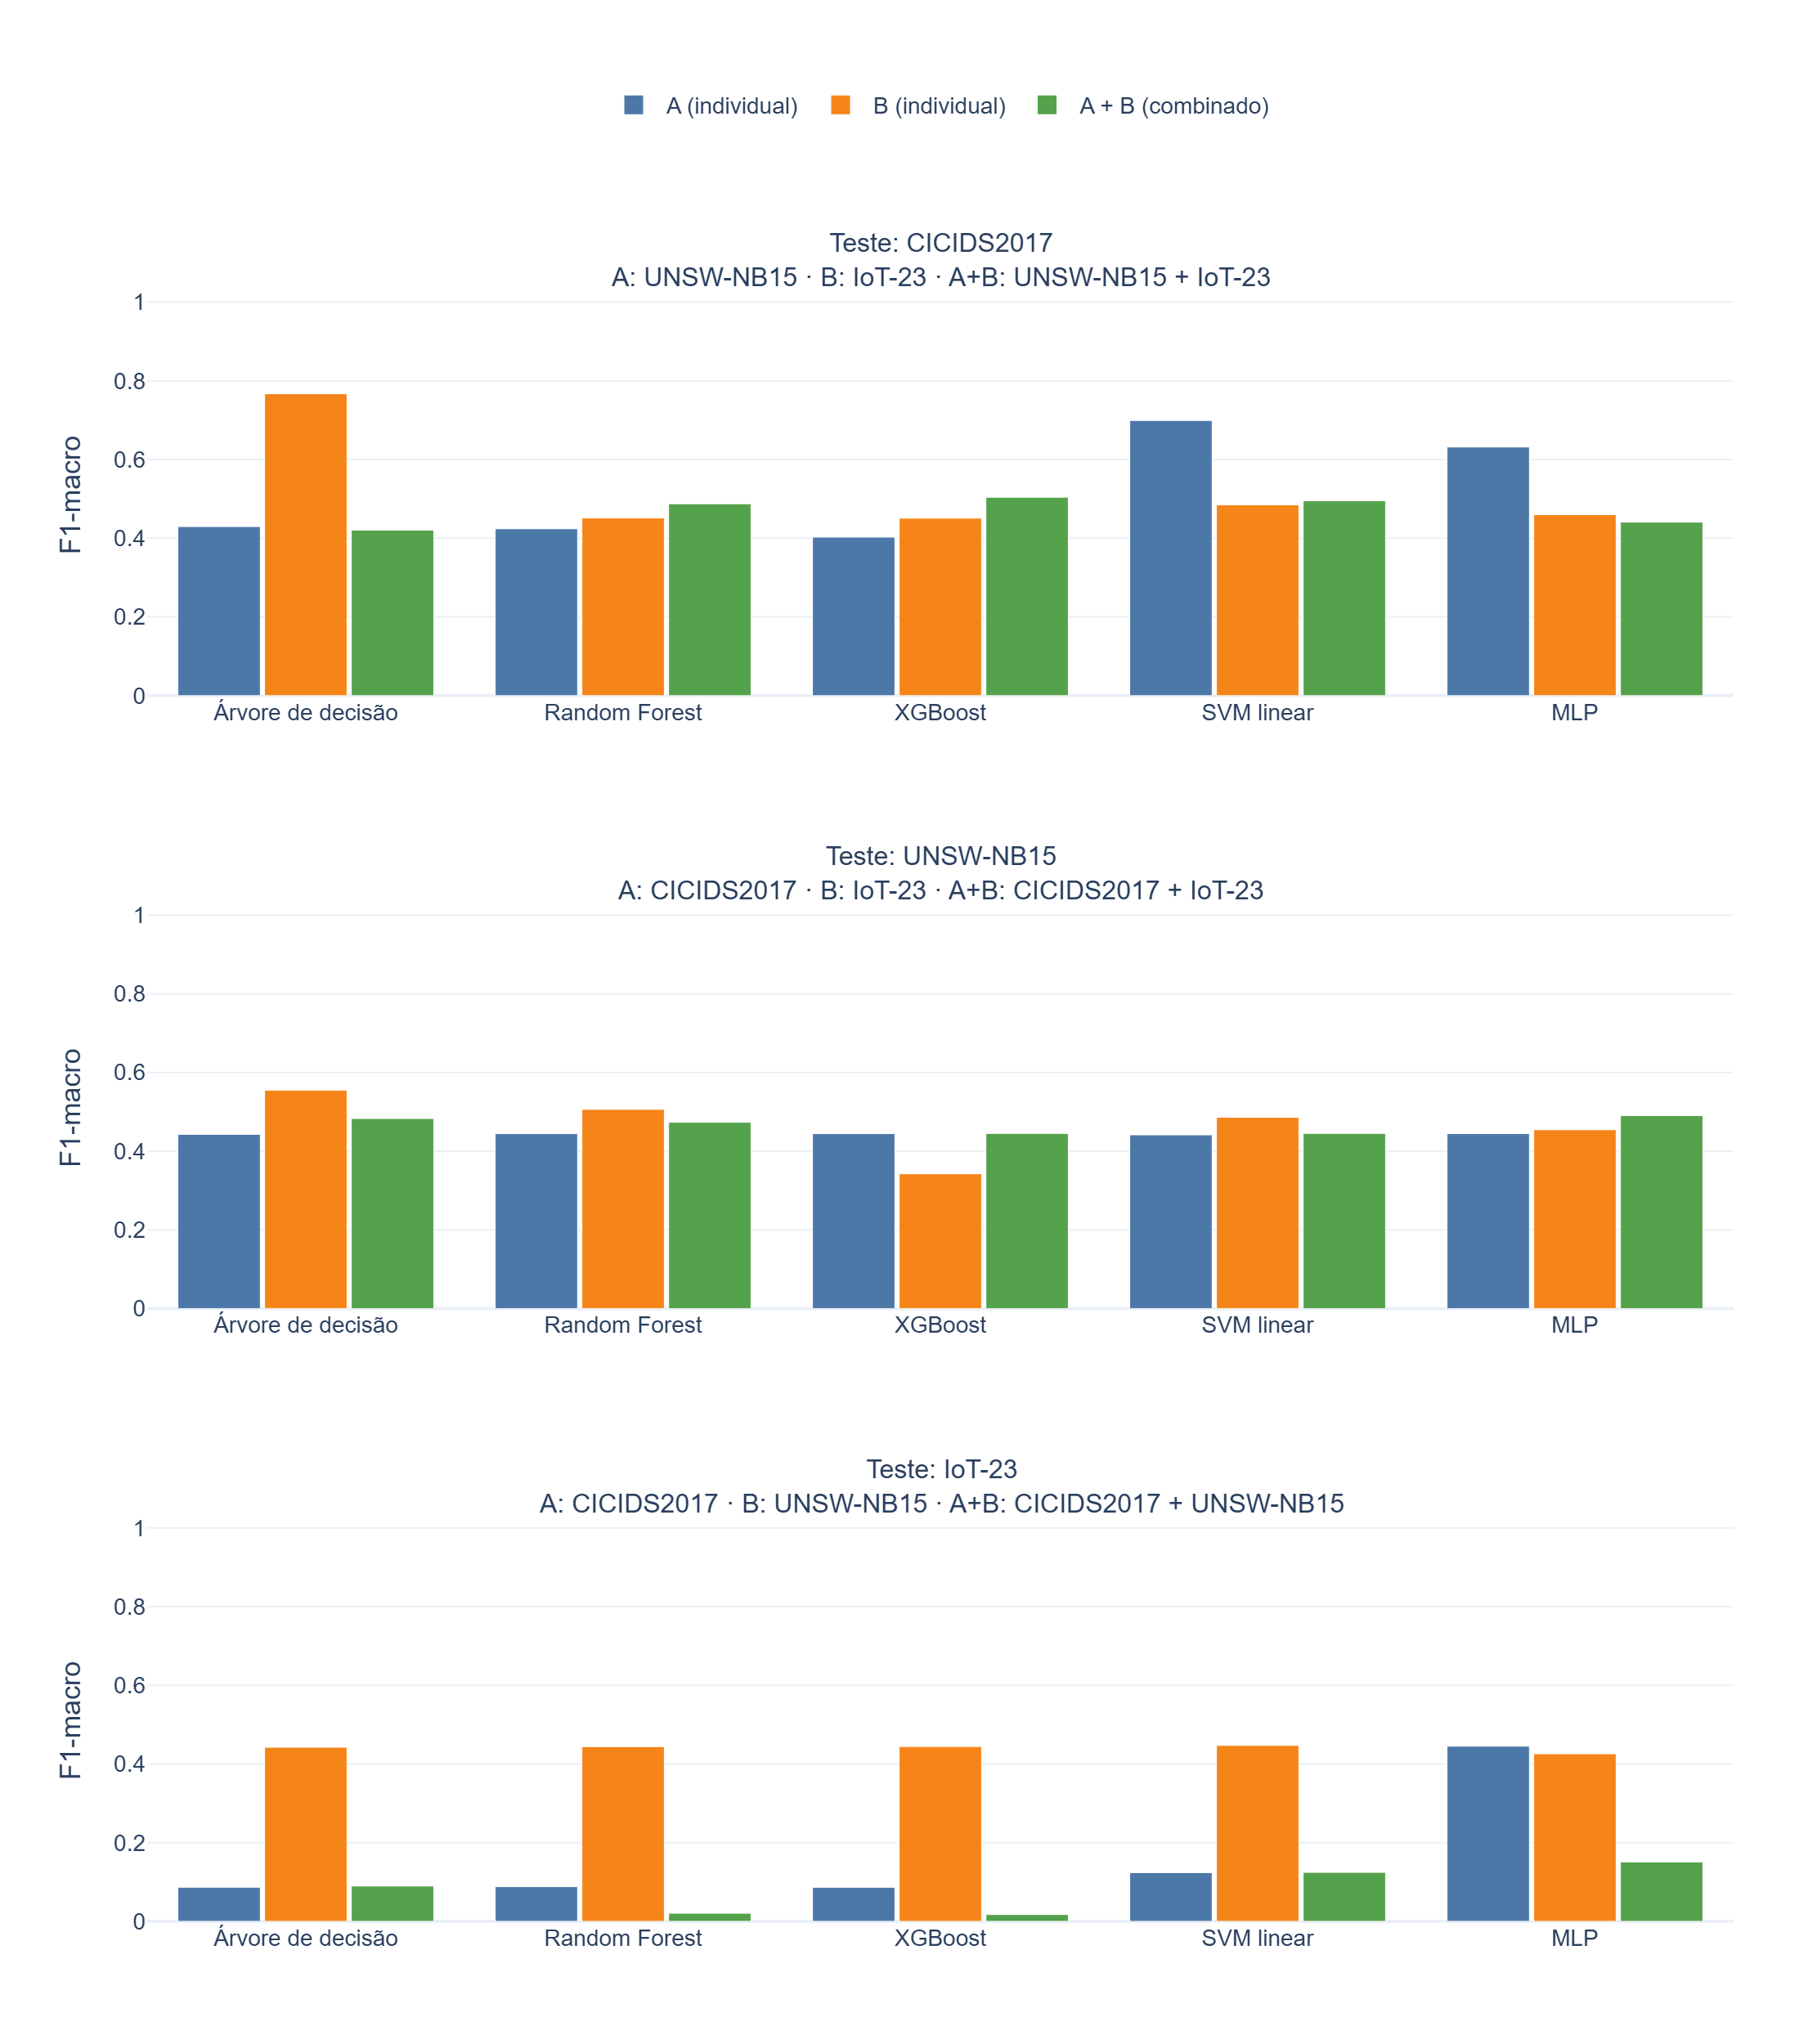 A (individual) B (individual) A + B (combinado)
Teste: CICIDS2017
A: UNSW-NB15 · B: IoT-23 · A+B: UNSW-NB15 + IoT-23
1
0.8
0.6
0.4
0.2
0
F1-macro
Árvore de decisão Random Forest XGBoost SVM linear MLP
Teste: UNSW-NB15
A: CICIDS2017 · B: IoT-23 · A+B: CICIDS2017 + IoT-23
1
0.8
0.6
0.4
0.2
0
F1-macro
Árvore de decisão Random Forest XGBoost SVM linear MLP
Teste: IoT-23
A: CICIDS2017 · B: UNSW-NB15 · A+B: CICIDS2017 + UNSW-NB15
1
0.8
0.6
0.4
0.2
0
F1-macro
Árvore de decisão Random Forest XGBoost SVM linear MLP